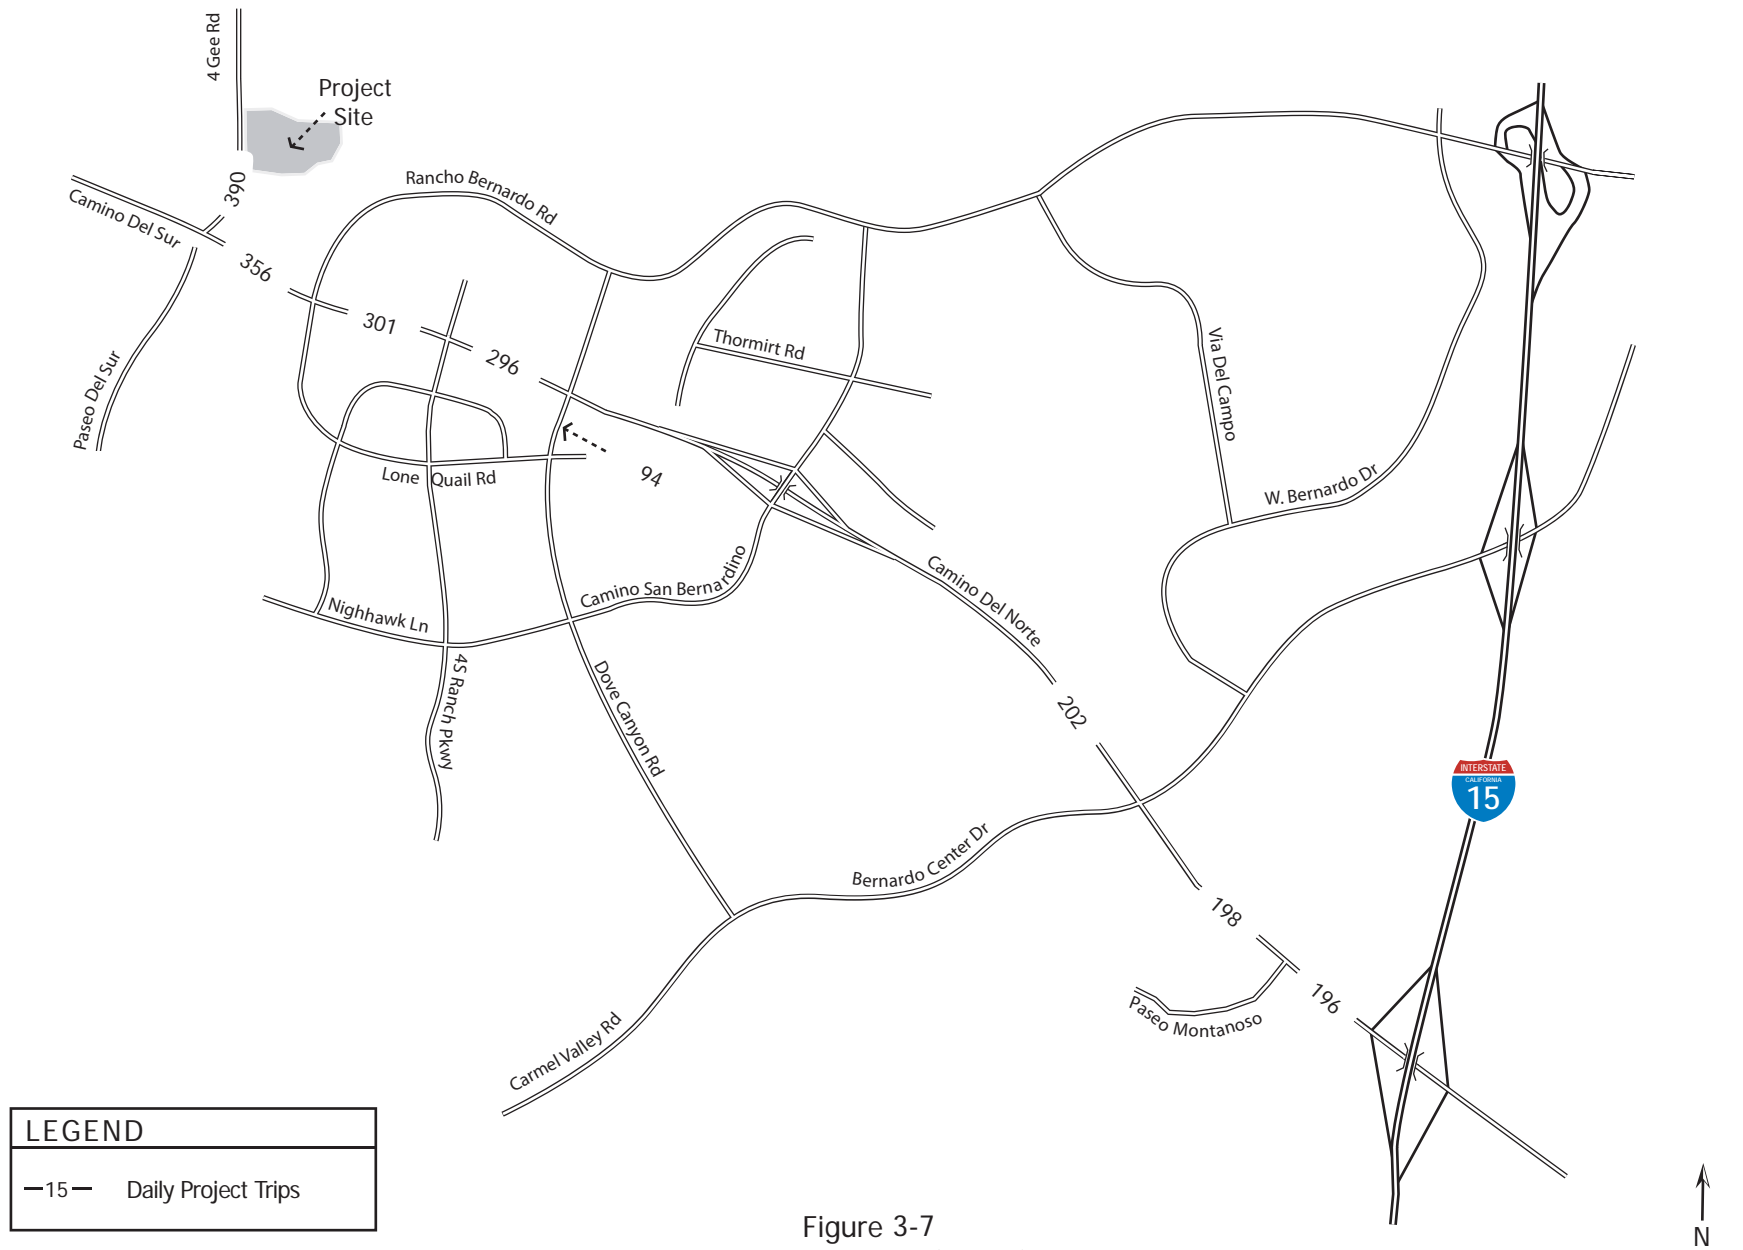 4 Gee Rd
Project
Site
390
Camino Del Sur
356
Paseo Del Sur
Rancho Bernardo Rd
301
296
Thormirt Rd
94
Lone Quail Rd
Via Del Campo
W. Bernardo Dr
Camino San Bernardino
Camino Del Norte
Nighhawk Ln
4S Ranch Pkwy
Dove Canyon Rd
202
INTERSTATE
CALIFORNIA
15
Bernardo Center Dr
198
196
Paseo Montanoso
Carmel Valley Rd
LEGEND
15 Daily Project Trips
Figure 3-7
N